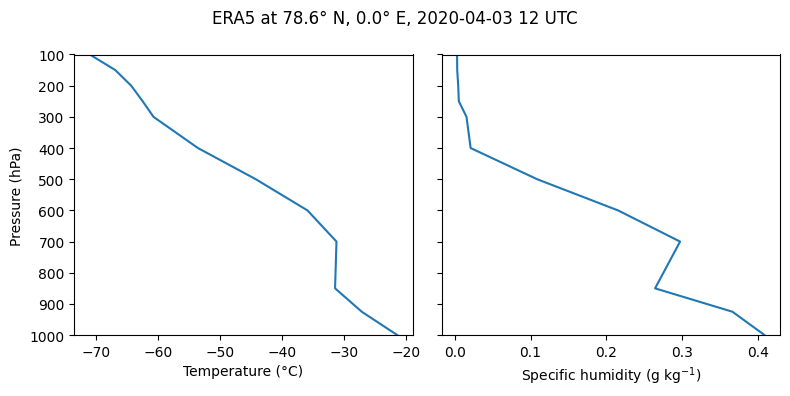 ERA5 at 78.6° N, 0.0° E, 2020-04-03 12 UTC
Pressure (hPa)
100
200
300
400
500
600
700
800
900
1000
−70 −60 −50 −40 −30 −20
Temperature (°C)
0.0 0.1 0.2 0.3 0.4
Specific humidity (g kg⁻¹)